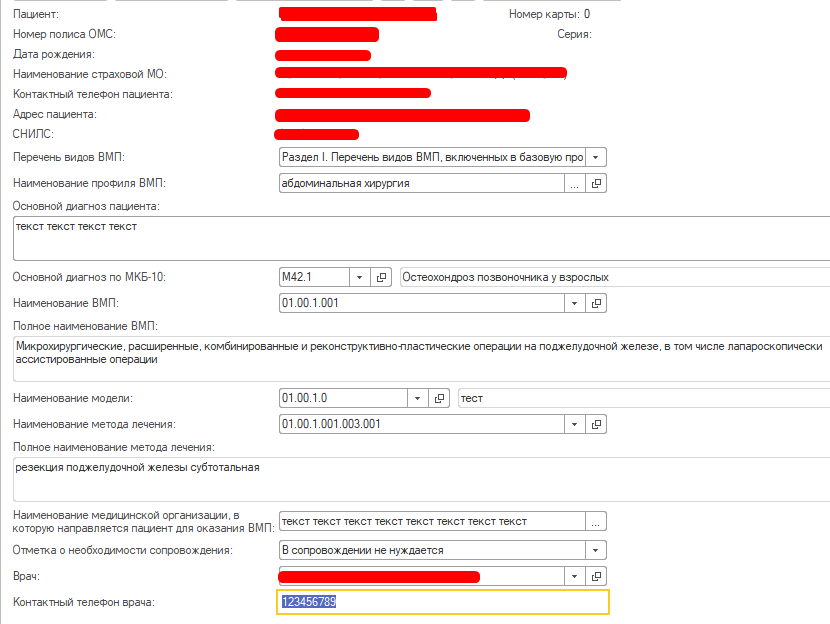 Пациент:
Номер карты: 0
Номер полиса ОМС:
Серия:
Дата рождения:
Наименование страховой МО:
Контактный телефон пациента:
Адрес пациента:
СНИЛС:
Перечень видов ВМП: Раздел I. Перечень видов ВМП, включенных в базовую про
Наименование профиля ВМП: абдоминальная хирургия ...
Основной диагноз пациента:
текст текст текст текст
Основной диагноз по МКБ-10: M42.1 Остеохондроз позвоночника у взрослых
Наименование ВМП: 01.00.1.001
Полное наименование ВМП:
Микрохирургические, расширенные, комбинированные и реконструктивно-пластические операции на поджелудочной железе, в том числе лапароскопически
ассистированные операции
Наименование модели: 01.00.1.0 тест
Наименование метода лечения: 01.00.1.001.003.001
Полное наименование метода лечения:
резекция поджелудочной железы субтотальная
Наименование медицинской организации, в
которую направляется пациент для оказания ВМП: текст текст текст текст текст текст текст текст ...
Отметка о необходимости сопровождения: В сопровождении не нуждается
Врач:
Контактный телефон врача: 123456789